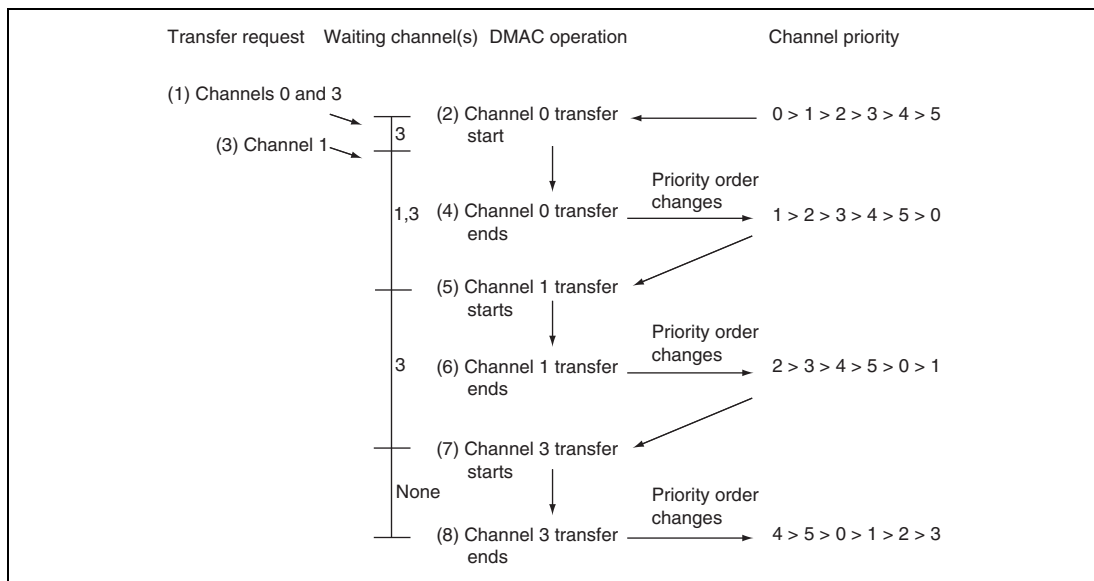 Transfer request Waiting channel(s) DMAC operation Channel priority
(1) Channels 0 and 3
(2) Channel 0 transfer
start
0 > 1 > 2 > 3 > 4 > 5
3
(3) Channel 1
Priority order
changes
1,3
(4) Channel 0 transfer
ends
1 > 2 > 3 > 4 > 5 > 0
(5) Channel 1 transfer
starts
Priority order
changes
3
(6) Channel 1 transfer
ends
2 > 3 > 4 > 5 > 0 > 1
(7) Channel 3 transfer
starts
None
Priority order
changes
(8) Channel 3 transfer
ends
4 > 5 > 0 > 1 > 2 > 3